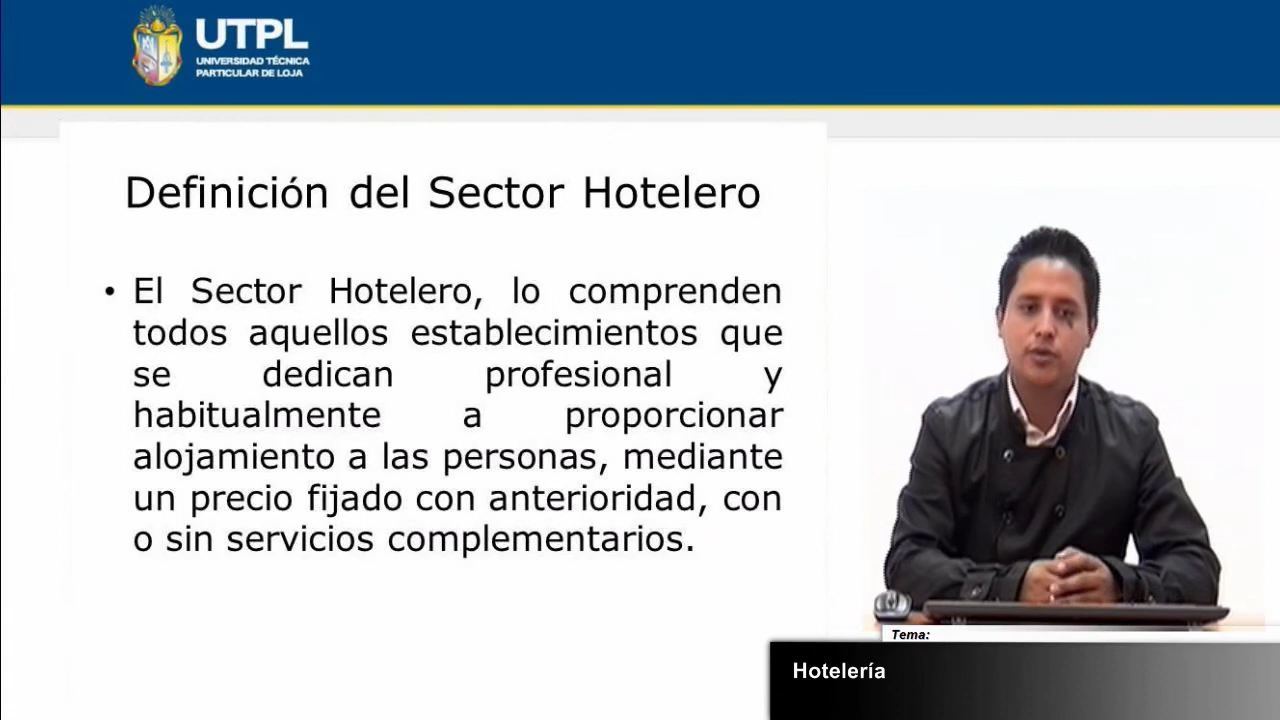 UTPL
UNIVERSIDAD TÉCNICA
PARTICULAR DE LOJA
Definición del Sector Hotelero
• El Sector Hotelero, lo comprenden
todos aquellos establecimientos que
se dedican profesional y
habitualmente a proporcionar
alojamiento a las personas, mediante
un precio fijado con anterioridad, con
o sin servicios complementarios.
Tema:
Hotelería